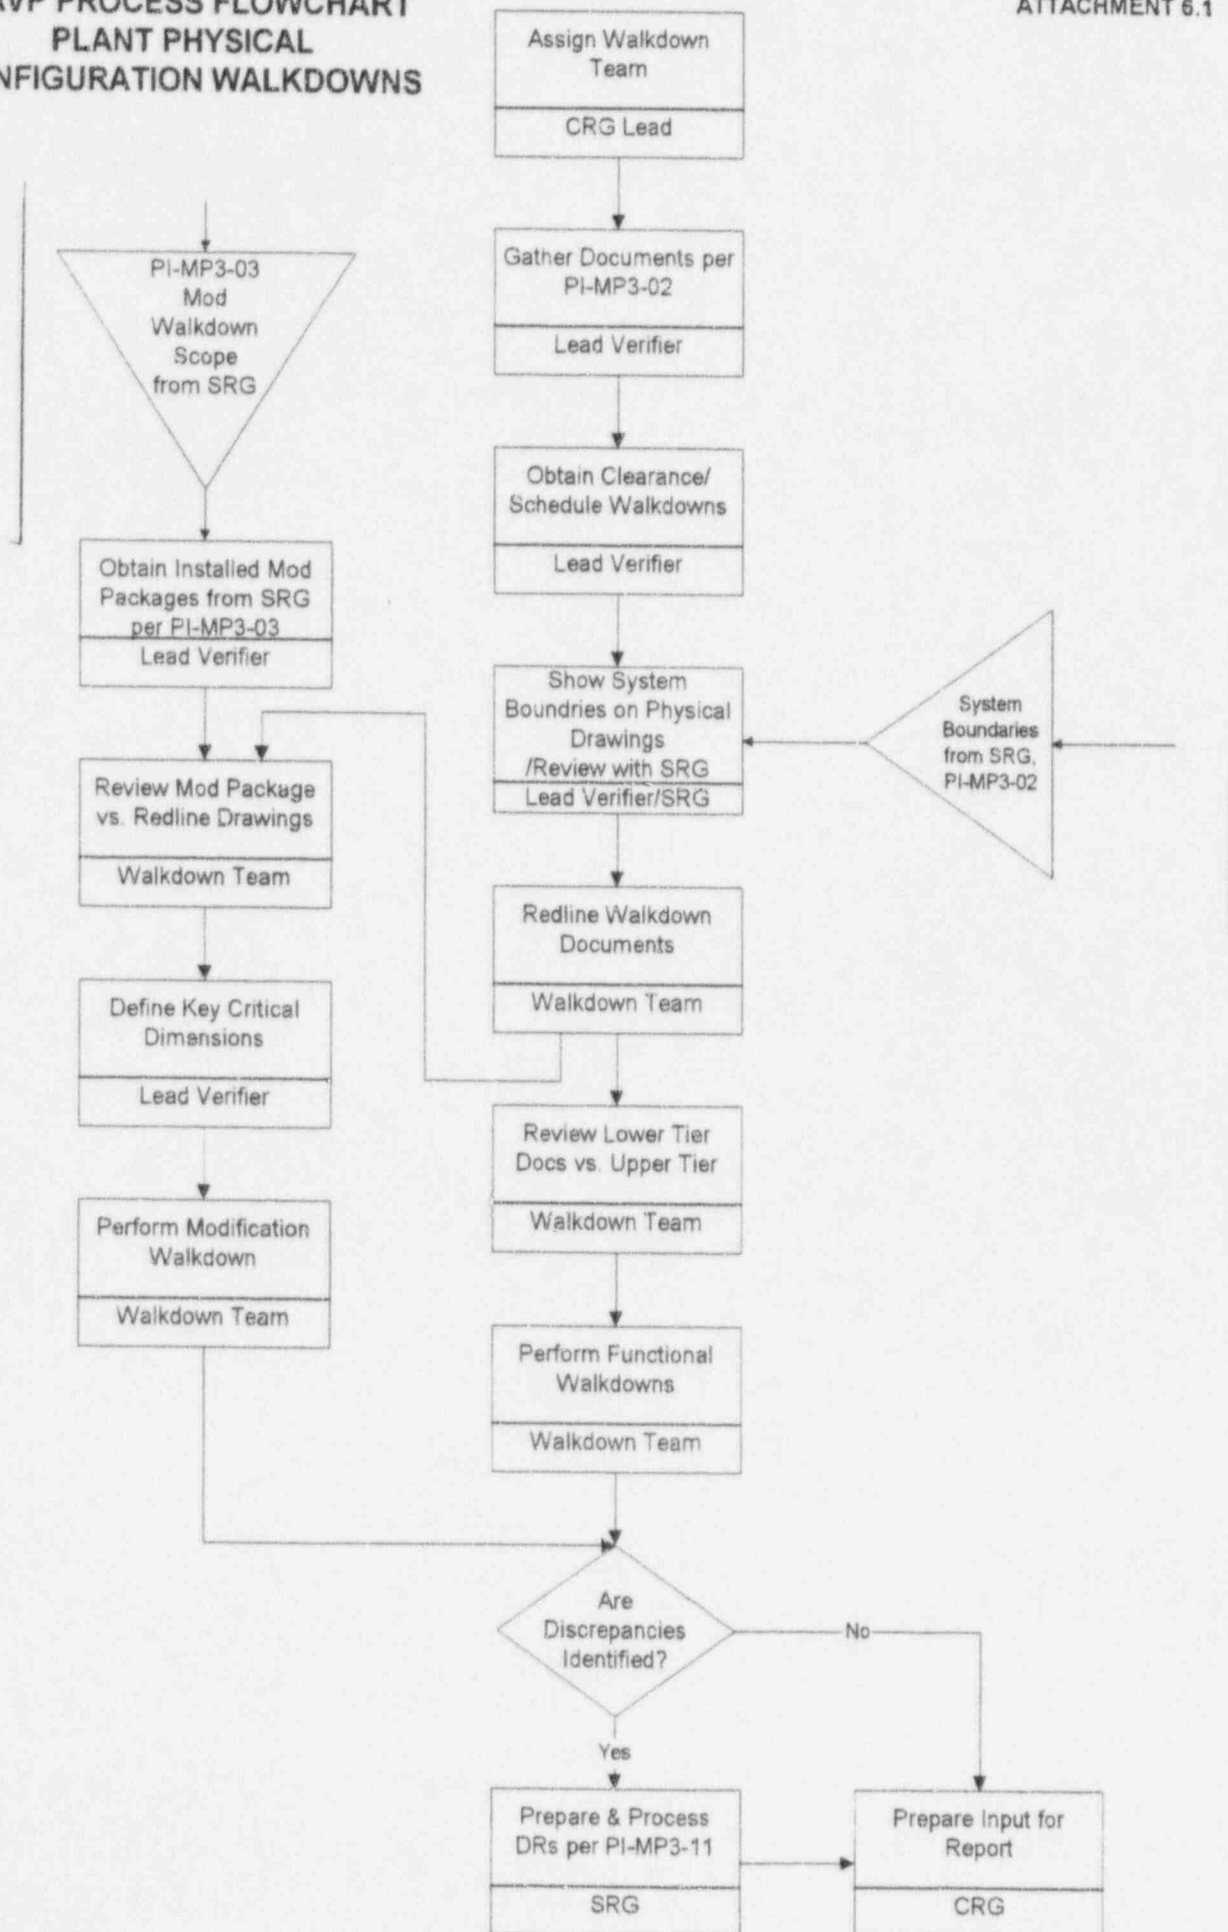 PROCESS FLOWCHART
PLANT PHYSICAL
WALKDOWNS
ATTACHMENT 6.1
Assign Walkdown
Team
CRG Lead
Gather Documents per
PI-MP3-02
Lead Verifier
Obtain Clearance/
Schedule Walkdowns
Lead Verifier
Show System
Boundries on Physical
Drawings
/Review with SRG
Lead Verifier/SRG
System
Boundaries
from SRG,
PI-MP3-02
Redline Walkdown
Documents
Walkdown Team
Review Lower Tier
Docs vs. Upper Tier
Walkdown Team
Perform Functional
Walkdowns
Walkdown Team
PI-MP3-03
Mod
Walkdown
Scope
from SRG
Obtain Installed Mod
Packages from SRG
per PI-MP3-03
Lead Verifier
Review Mod Package
vs. Redline Drawings
Walkdown Team
Define Key Critical
Dimensions
Lead Verifier
Perform Modification
Walkdown
Walkdown Team
Are
Discrepancies
Identified?
No
Yes
Prepare & Process
DRs per PI-MP3-11
SRG
Prepare Input for
Report
CRG